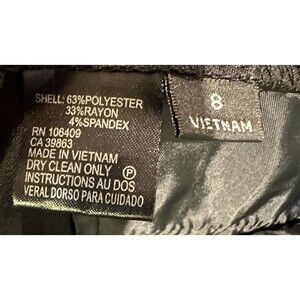 SHELL: 63%POLYESTER
33%RAYON
4%SPANDEX
RN 106409
CA 39863
MADE IN VIETNAM
DRY CLEAN ONLY P
INSTRUCTIONS AU DOS
VERAL DORSO PARA CUIDADO
8
VIETNAM